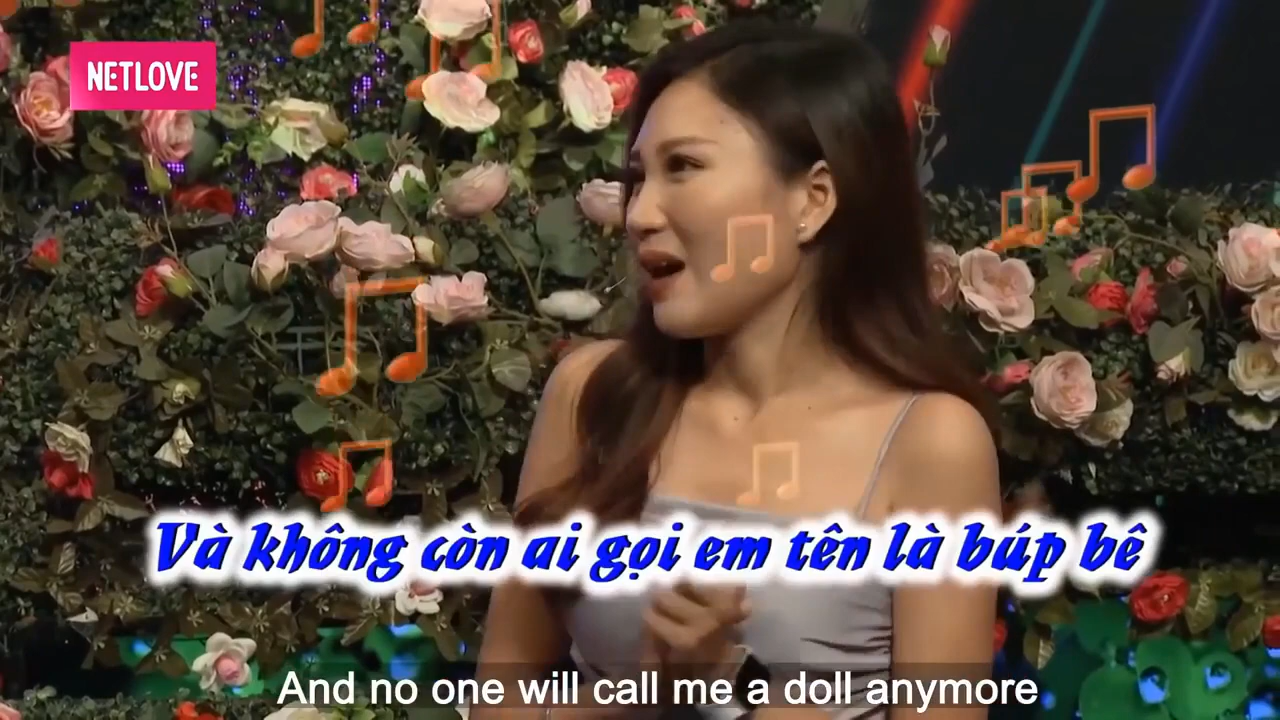 NETLOVE
Và không còn ai gọi em tên là búp bê
And no one will call me a doll anymore